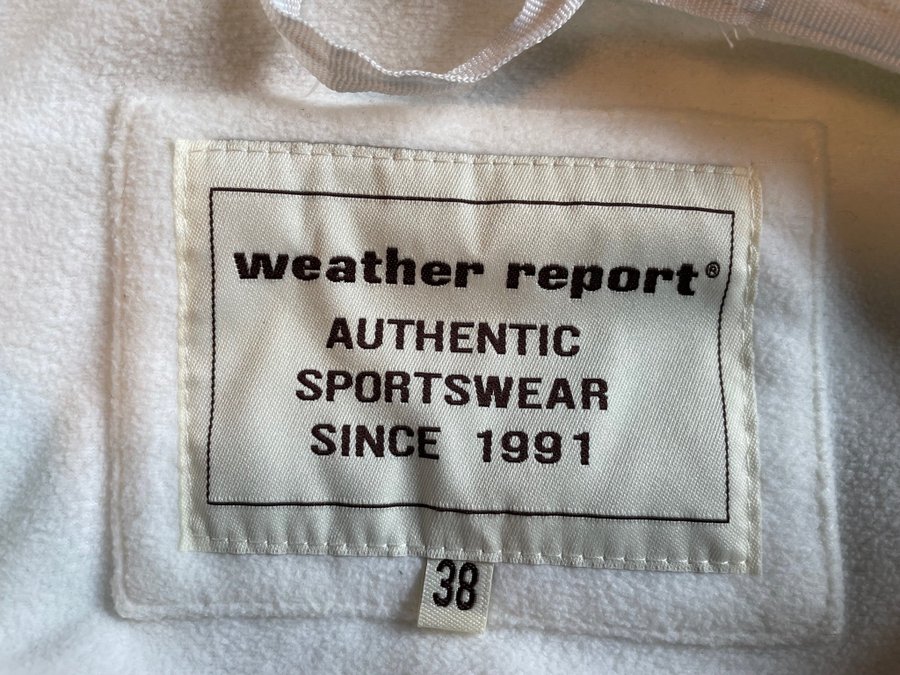 weather report®
AUTHENTIC
SPORTSWEAR
SINCE 1991
38